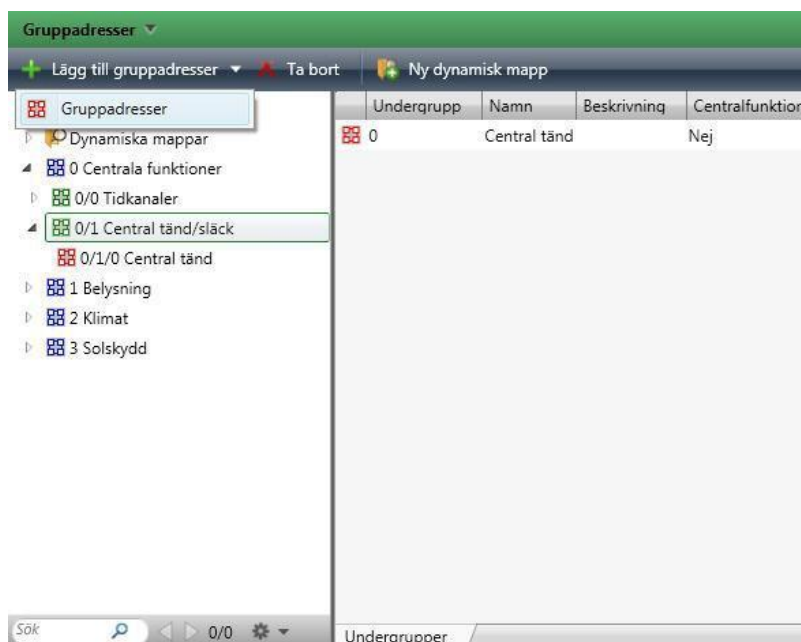 Gruppadresser
Lägg till gruppadresser Ta bort Ny dynamisk mapp
Gruppadresser
Undergrupp Namn Beskrivning Centralfunktion
Dynamiska mappar
0 Central tänd Nej
0 Centrala funktioner
0/0 Tidkanaler
0/1 Central tänd/släck
0/1/0 Central tänd
1 Belysning
2 Klimat
3 Solskydd
Sök 0/0
Undergrupper